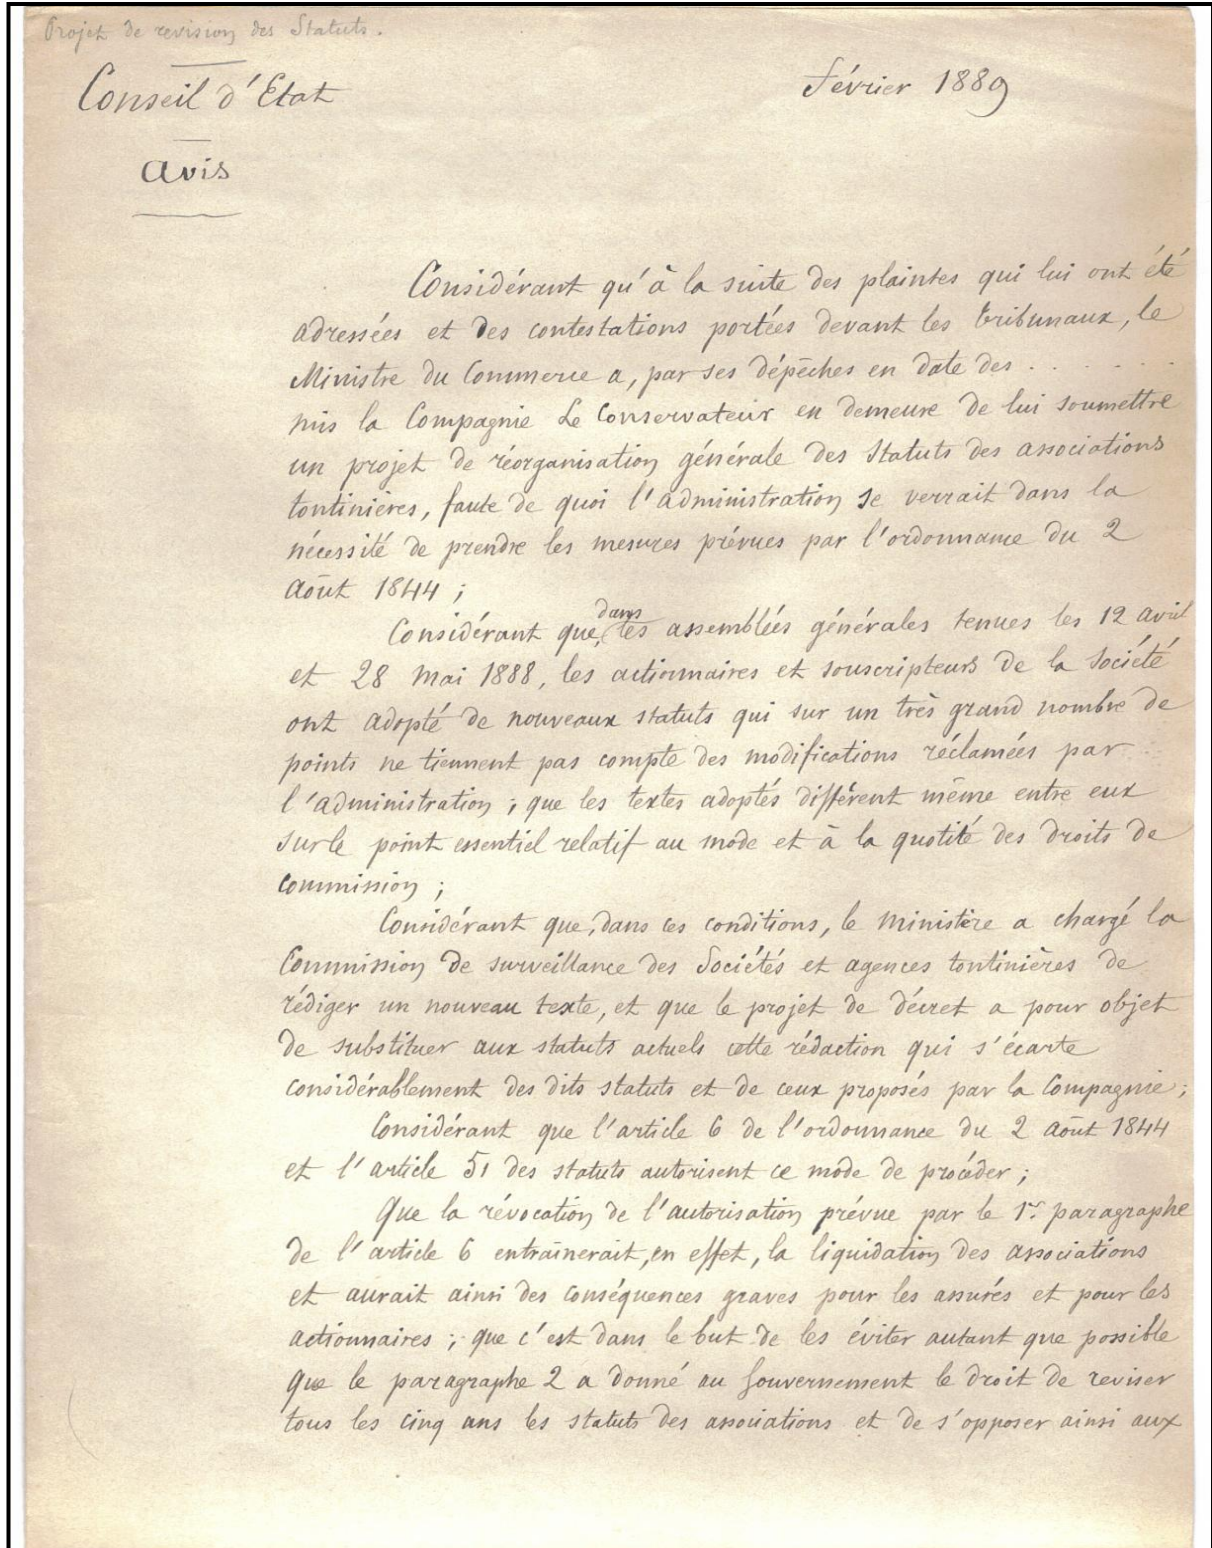 Projet de revision des Statuts.
Conseil d'Etat
Février 1889
Avis
Considérant qu'à la suite des plaintes qui lui ont été
adressées et des contestations portées devant les tribunaux, le
Ministre du Commerce a, par ses dépêches en date des . . . . .
mis la Compagnie Le Conservateur en demeure de lui soumettre
un projet de réorganisation générale des Statuts des associations
tontinières, faute de quoi l'administration se verrait dans la
nécessité de prendre les mesures prévues par l'ordonnance du 2
Août 1844 ;
Considérant que, dans les assemblées générales tenues les 12 avril
et 28 Mai 1888, les actionnaires et souscripteurs de la Société
ont adopté de nouveaux statuts qui sur un très grand nombre de
points ne tiennent pas compte des modifications réclamées par
l'administration ; que les textes adoptés diffèrent même entre eux
sur le point essentiel relatif au mode et à la quotité des droits de
commission ;
Considérant que, dans ces conditions, le ministère a chargé la
Commission de surveillance des Sociétés et agences tontinières de
rédiger un nouveau texte, et que le projet de décret a pour objet
de substituer aux statuts actuels cette rédaction qui s'écarte
considérablement des dits statuts et de ceux proposés par la Compagnie ;
Considérant que l'article 6 de l'ordonnance du 2 Août 1844
et l'article 51 des statuts autorisent ce mode de procéder ;
Que la révocation de l'autorisation prévue par le 1er paragraphe
de l'article 6 entraînerait, en effet, la liquidation des associations
et aurait ainsi des conséquences graves pour les assurés et pour les
actionnaires ; que c'est dans le but de les éviter autant que possible
que le paragraphe 2 a donné au Gouvernement le droit de reviser
tous les cinq ans les statuts des associations et de s'opposer ainsi aux